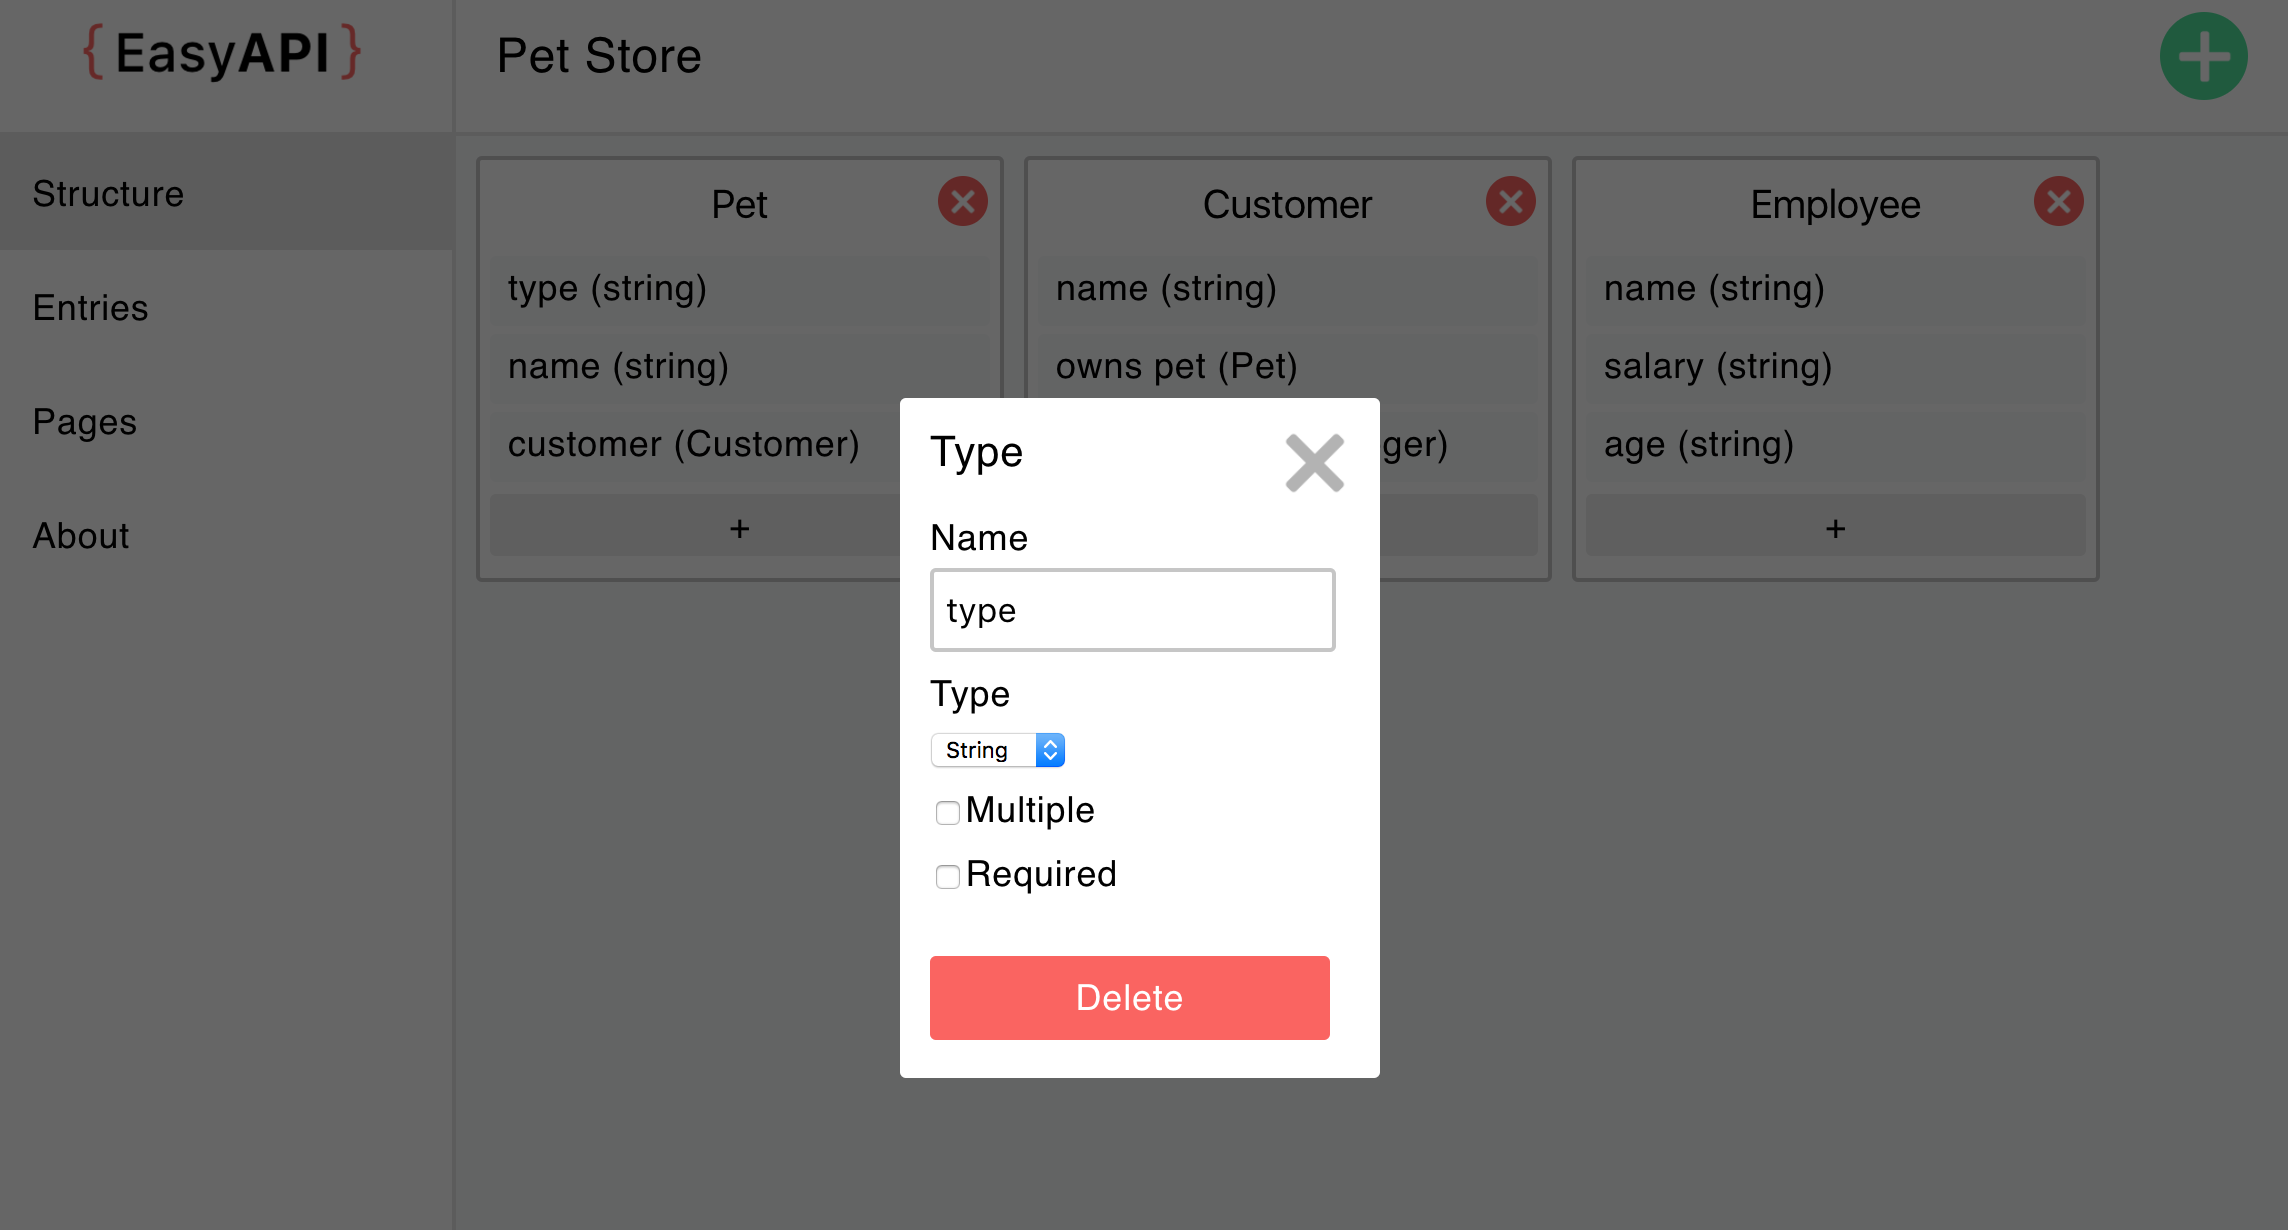 {EasyAPI}
Pet Store
Structure
Entries
Pages
About
Pet
type (string)
name (string)
customer (Customer)
+
Customer
name (string)
owns pet (Pet)
ger)
Employee
name (string)
salary (string)
age (string)
+
Type
Name
type
Type
String
Multiple
Required
Delete